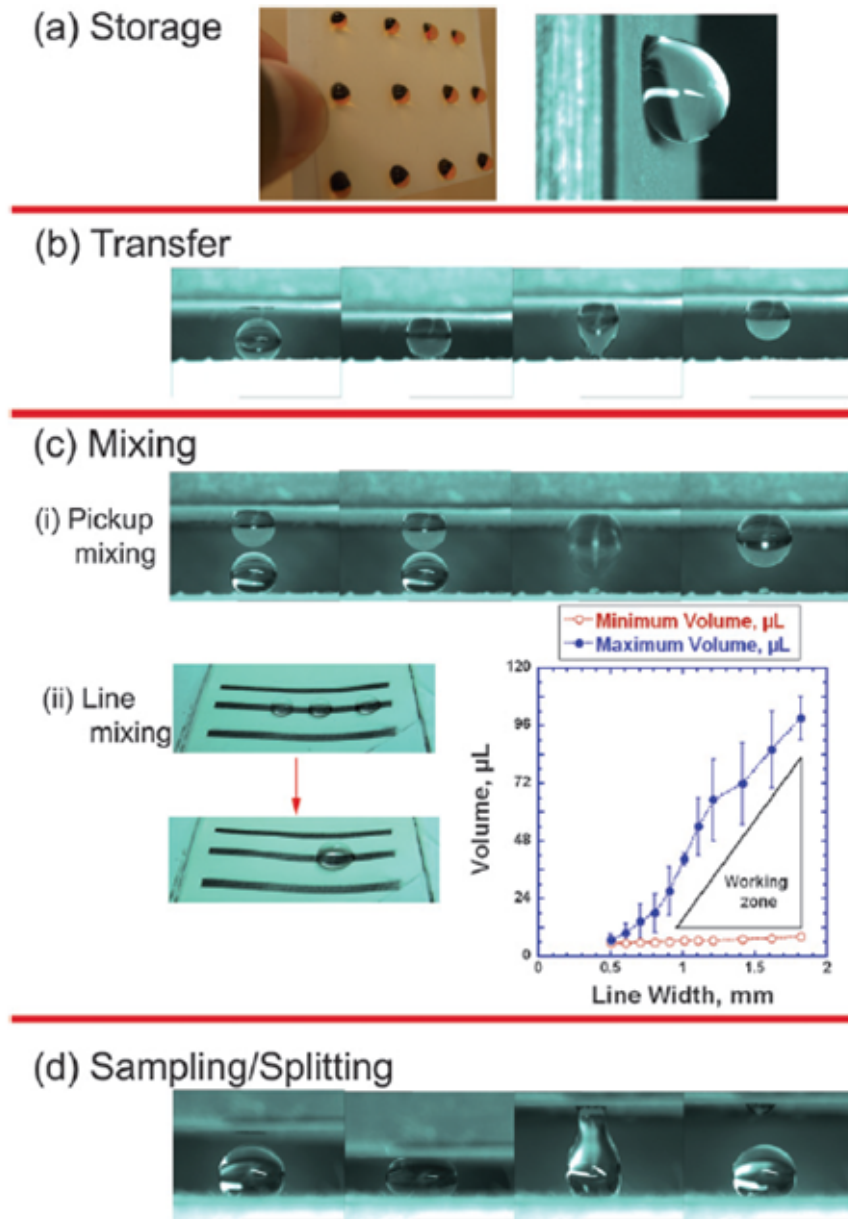 (a) Storage
(b) Transfer
(c) Mixing
(i) Pickup
mixing
(ii) Line
mixing
Minimum Volume, µL
Maximum Volume, µL
120
96
72
48
24
0
Volume, µL
Working
zone
0
0.5
1
1.5
2
Line Width, mm
(d) Sampling/Splitting